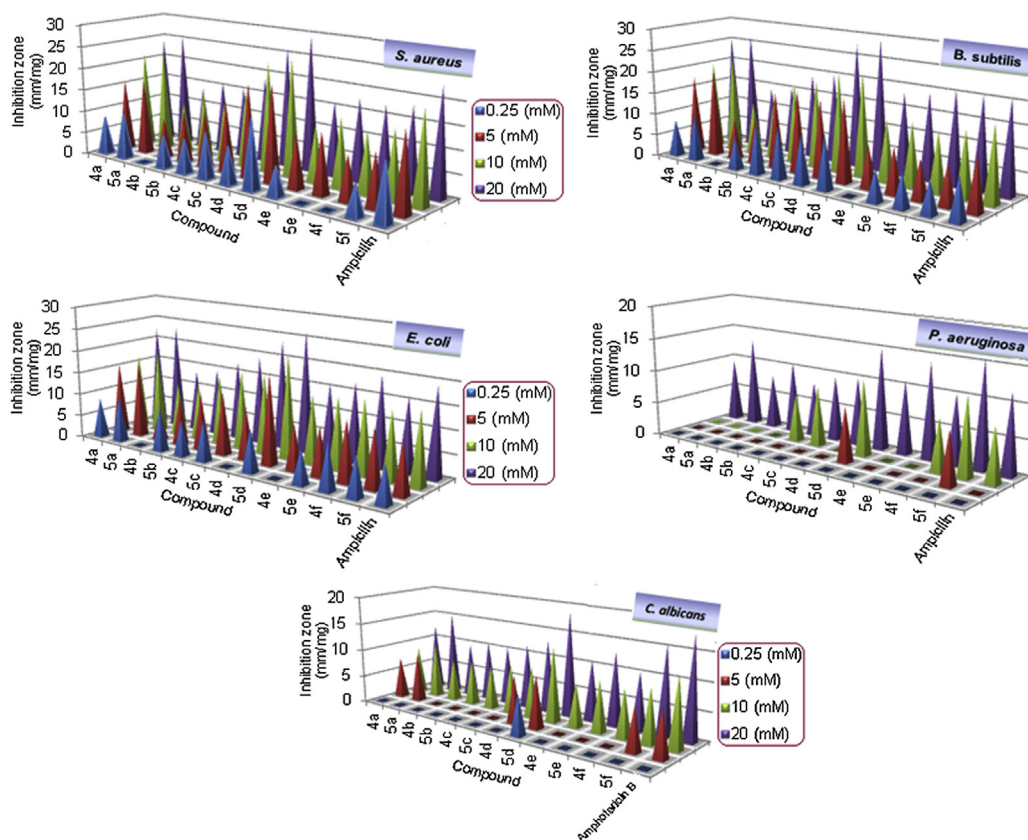 S. aureus
Inhibition zone
(mm/mg)
30
25
20
15
10
5
0
4a
5a
4b
5b
4c
5c
4d
5d
4e
5e
4f
5f
Ampicillin
Compound
0.25 (mM)
5 (mM)
10 (mM)
20 (mM)
B. subtilis
Inhibition zone
(mm/mg)
30
25
20
15
10
5
0
4a
5a
4b
5b
4c
5c
4d
5d
4e
5e
4f
5f
Ampicillin
Compound
E. coli
Inhibition zone
(mm/mg)
30
25
20
15
10
5
0
4a
5a
4b
5b
4c
5c
4d
5d
4e
5e
4f
5f
Ampicillin
Compound
0.25 (mM)
5 (mM)
10 (mM)
20 (mM)
P. aeruginosa
Inhibition zone
(mm/mg)
20
15
10
5
0
4a
5a
4b
5b
4c
5c
4d
5d
4e
5e
4f
5f
Ampicillin
Compound
C. albicans
Inhibition zone
(mm/mg)
20
15
10
5
0
4a
5a
4b
5b
4c
5c
4d
5d
4e
5e
4f
5f
Amphotericin B
Compound
0.25 (mM)
5 (mM)
10 (mM)
20 (mM)